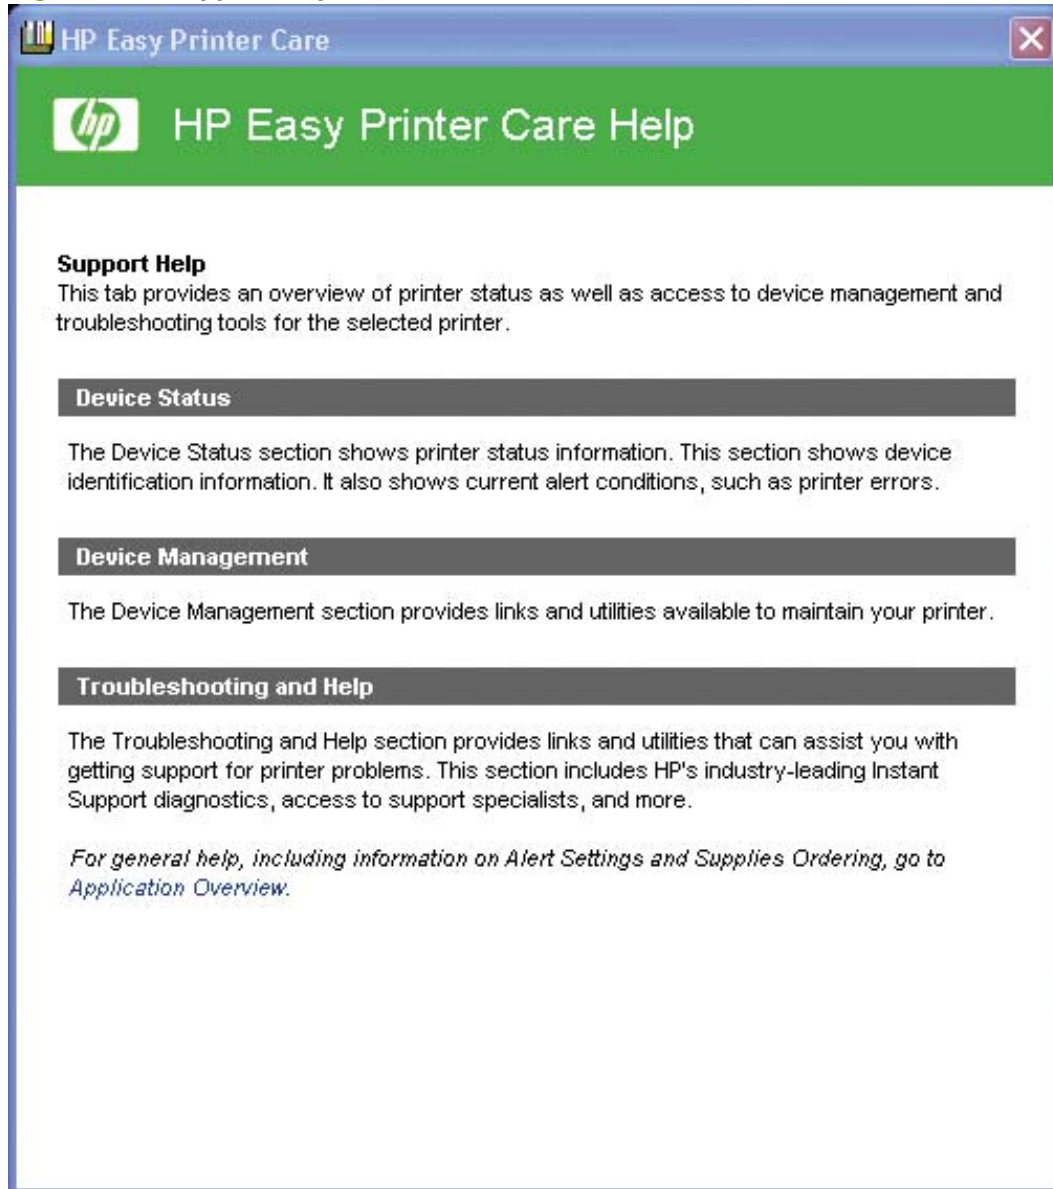 HP Easy Printer Care
hp
HP Easy Printer Care Help
Support Help
This tab provides an overview of printer status as well as access to device management and
troubleshooting tools for the selected printer.
Device Status
The Device Status section shows printer status information. This section shows device
identification information. It also shows current alert conditions, such as printer errors.
Device Management
The Device Management section provides links and utilities available to maintain your printer.
Troubleshooting and Help
The Troubleshooting and Help section provides links and utilities that can assist you with
getting support for printer problems. This section includes HP's industry-leading Instant
Support diagnostics, access to support specialists, and more.
For general help, including information on Alert Settings and Supplies Ordering, go to
Application Overview.